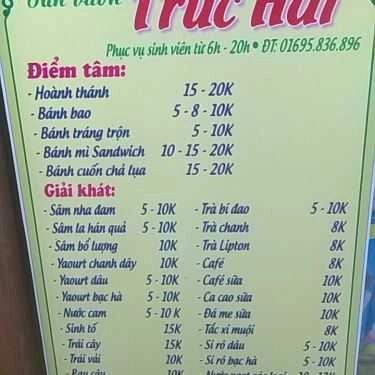 Trúc Hải
Phục vụ sinh viên từ 6h - 20h • ĐT: 01695.836.896
Điểm tâm:
- Hoành thánh 15 - 20K
- Bánh bao 5 - 8 - 10K
- Bánh tráng trộn 5 - 10K
- Bánh mì Sandwich 10 - 15 - 20K
- Bánh cuốn chả lụa 15 - 20K
Giải khát:
- Sâm nha đam 5 - 10K - Trà bí đao 5 - 10K
- Sâm la hán quả 5 - 10K - Trà chanh 8K
- Sâm bổ lượng 10K - Trà Lipton 8K
- Yaourt chanh dây 10K - Café 8K
- Yaourt dâu 5 - 10K - Café sữa 10K
- Yaourt bạc hà 5 - 10K - Ca cao sữa 10K
- Nước cam 5 - 10 K - Đá me sữa 10K
- Sinh tố 15K - Tắc xí muội 8K
- Trái cây 15K - Si rô dâu 5 - 10K
- Trái vải 10K - Si rô bạc hà 5 - 10K
- Rau câu 10K